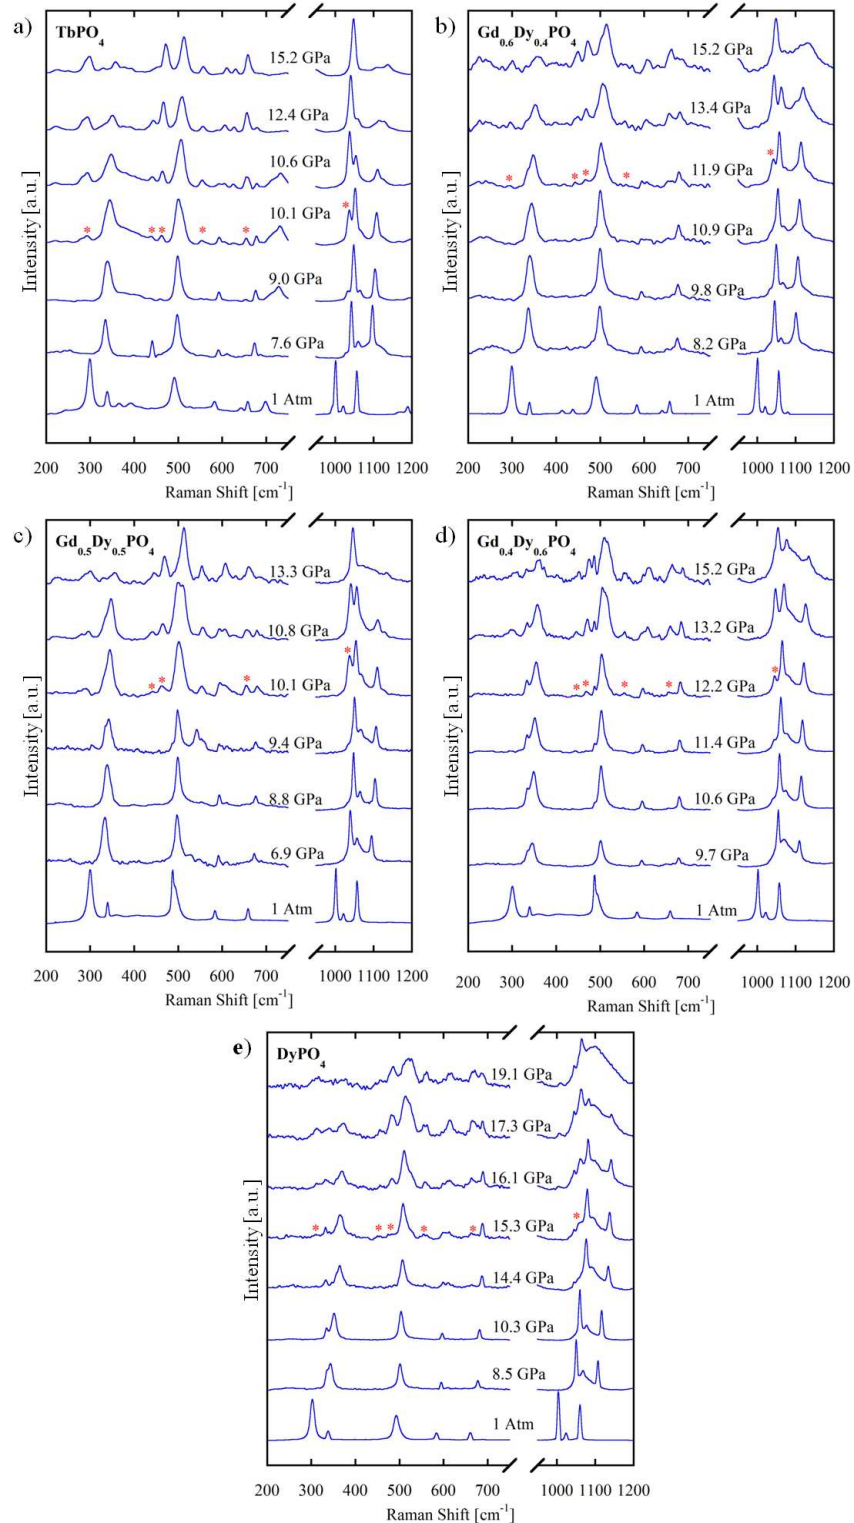 a)
TbPO4
15.2 GPa
12.4 GPa
10.6 GPa
10.1 GPa
* * * * * *
9.0 GPa
7.6 GPa
1 Atm
Intensity [a.u.]
200 300 400 500 600 700 1000 1100 1200
Raman Shift [cm-1]
b)
Gd0.6Dy0.4PO4
15.2 GPa
13.4 GPa
11.9 GPa
* * * * *
10.9 GPa
9.8 GPa
8.2 GPa
1 Atm
200 300 400 500 600 700 1000 1100 1200
Raman Shift [cm-1]
c)
Gd0.5Dy0.5PO4
13.3 GPa
10.8 GPa
10.1 GPa
* * * *
9.4 GPa
8.8 GPa
6.9 GPa
1 Atm
Intensity [a.u.]
200 300 400 500 600 700 1000 1100 1200
Raman Shift [cm-1]
d)
Gd0.4Dy0.6PO4
15.2 GPa
13.2 GPa
12.2 GPa
* * * * *
11.4 GPa
10.6 GPa
9.7 GPa
1 Atm
200 300 400 500 600 700 1000 1100 1200
Raman Shift [cm-1]
e)
DyPO4
19.1 GPa
17.3 GPa
16.1 GPa
15.3 GPa
* * * * * *
14.4 GPa
10.3 GPa
8.5 GPa
1 Atm
Intensity [a.u.]
200 300 400 500 600 700 1000 1100 1200
Raman Shift [cm-1]